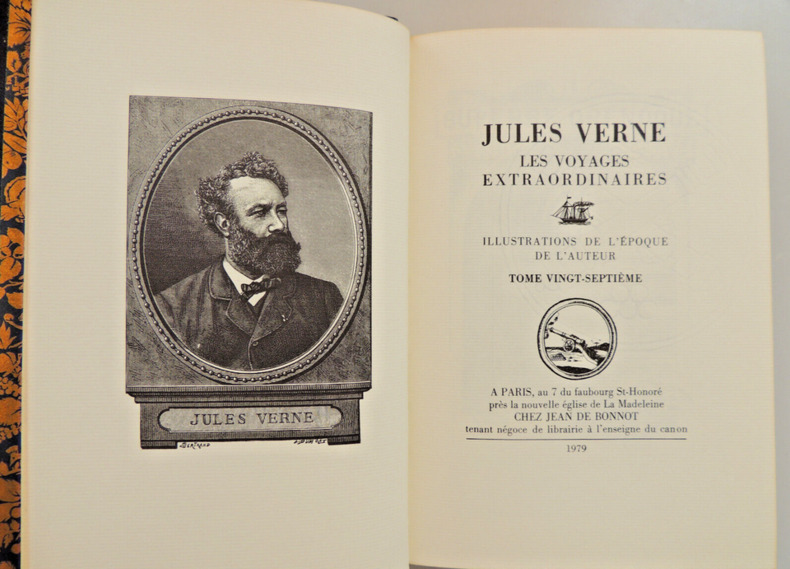 JULES VERNE
BERTRAND
JULES VERNE
LES VOYAGES
EXTRAORDINAIRES
ILLUSTRATIONS DE L'ÉPOQUE
DE L'AUTEUR
TOME VINGT-SEPTIÈME
A PARIS, au 7 du faubourg St-Honoré
près la nouvelle église de La Madeleine
CHEZ JEAN DE BONNOT
tenant négoce de librairie à l'enseigne du canon
1979